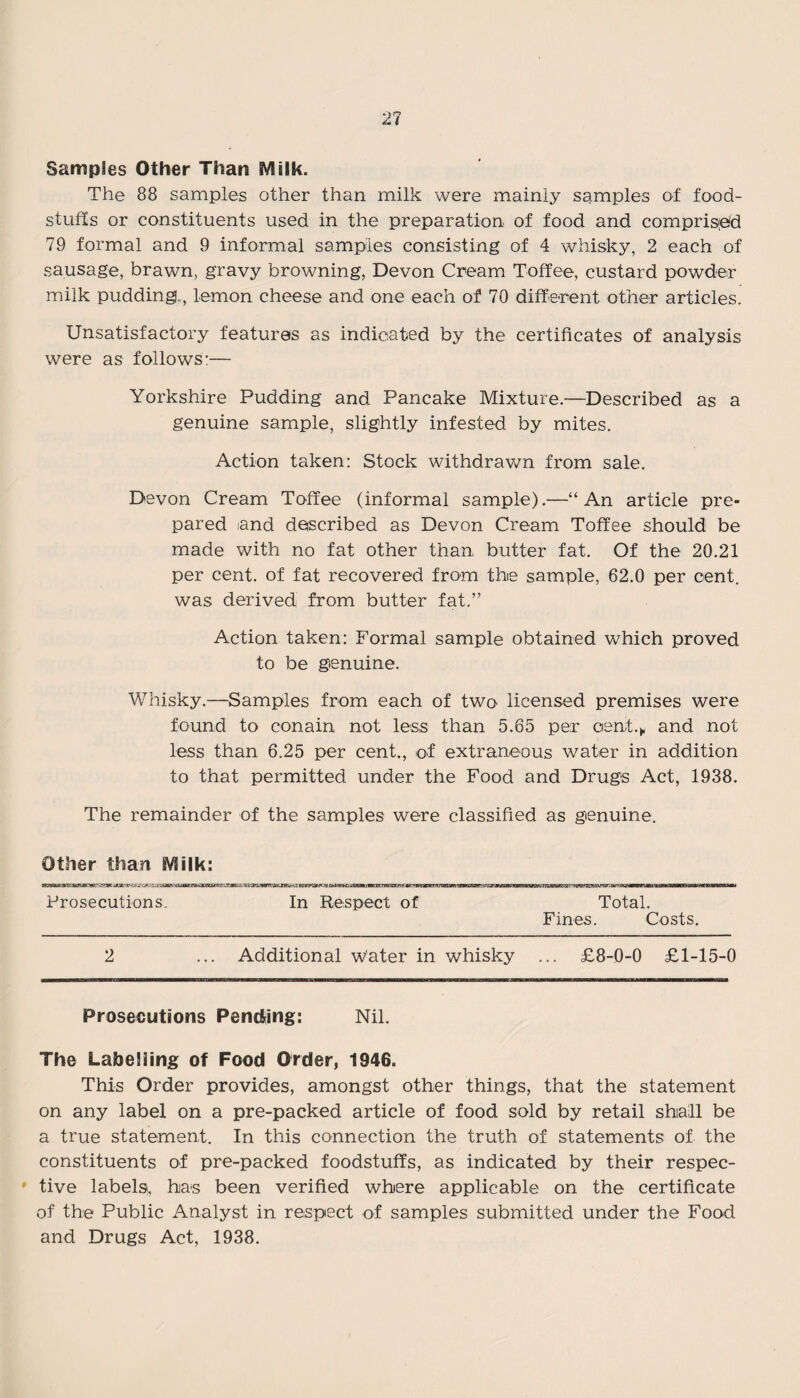 27
Samples Other Than Milk.
The 88 samples other than milk were mainly samples of food-
stuffs or constituents used in the preparation of food and comprised
79 formal and 9 informal samples consisting of 4 whisky, 2 each of
sausage, brawn, gravy browning, Devon Cream Toffee, custard powder
milk pudding, lemon cheese and one each of 70 different other articles.
Unsatisfactory features as indicated by the certificates of analysis
were as follows:—
Yorkshire Pudding and Pancake Mixture.—Described as a
genuine sample, slightly infested by mites.
Action taken: Stock withdrawn from sale.
Devon Cream Toffee (informal sample).—“An article pre-
pared and described as Devon Cream Toffee should be
made with no fat other than butter fat. Of the 20.21
per cent. of fat recovered from the sample, 62.0 per cent.
was derived from butter fat.”
Action taken: Formal sample obtained which proved
to be genuine.
Whisky.—Samples from each of two licensed premises were
found to conain not less than 5.65 per cent., and not
less than 6.25 per cent., of extraneous water in addition
to that permitted under the Food and Drugs Act, 1938.
The remainder of the samples were classified as genuine.
Other than Milk:
Prosecutions. In Respect of Total.
Fines. Costs.
2 ... Additional water in whisky ... £8-0-0 £1-15-0
Prosecutions Pending: Nil.
The Labelling of Food Order, 1946.
This Order provides, amongst other things, that the statement
on any label on a pre-packed article of food sold by retail shall be
a true statement. In this connection the truth of statements of the
constituents of pre-packed foodstuffs, as indicated by their respec-
tive labels, has been verified where applicable on the certificate
of the Public Analyst in respect of samples submitted under the Food
and Drugs Act, 1938.